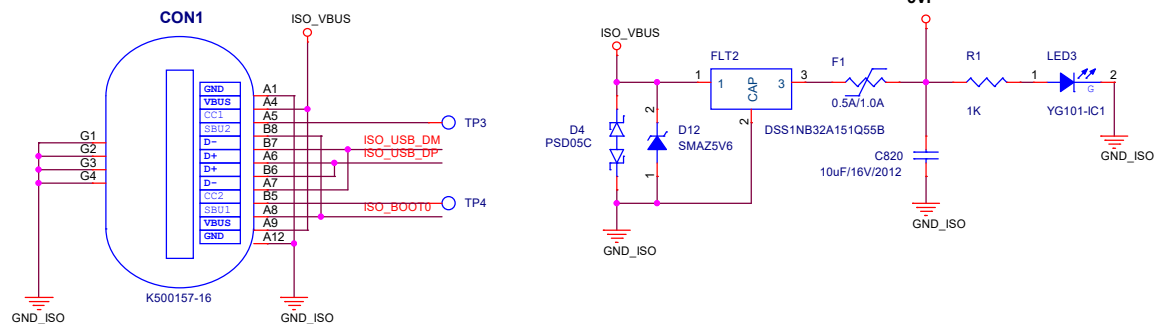 CON1
ISO_VBUS
GND A1
VBUS A4
CC1 A5
SBU2 B8
D- B7
D+ A6
D+ B6
D- A7
CC2 B5
SBU1 A8
VBUS A9
GND A12
G1
G2
G3
G4
TP3
ISO_USB_DM
ISO_USB_DP
TP4
ISO_BOOT0
K500157-16
GND_ISO
GND_ISO
ISO_VBUS
FLT2
1 1 CAP 3 3
2
DSS1NB32A151Q55B
F1
0.5A/1.0A
R1
1K
LED3
1 2
G
YG101-IC1
GND_ISO
D4
PSD05C
2
D12
SMAZ5V6
1
GND_ISO
C820
10uF/16V/2012
GND_ISO